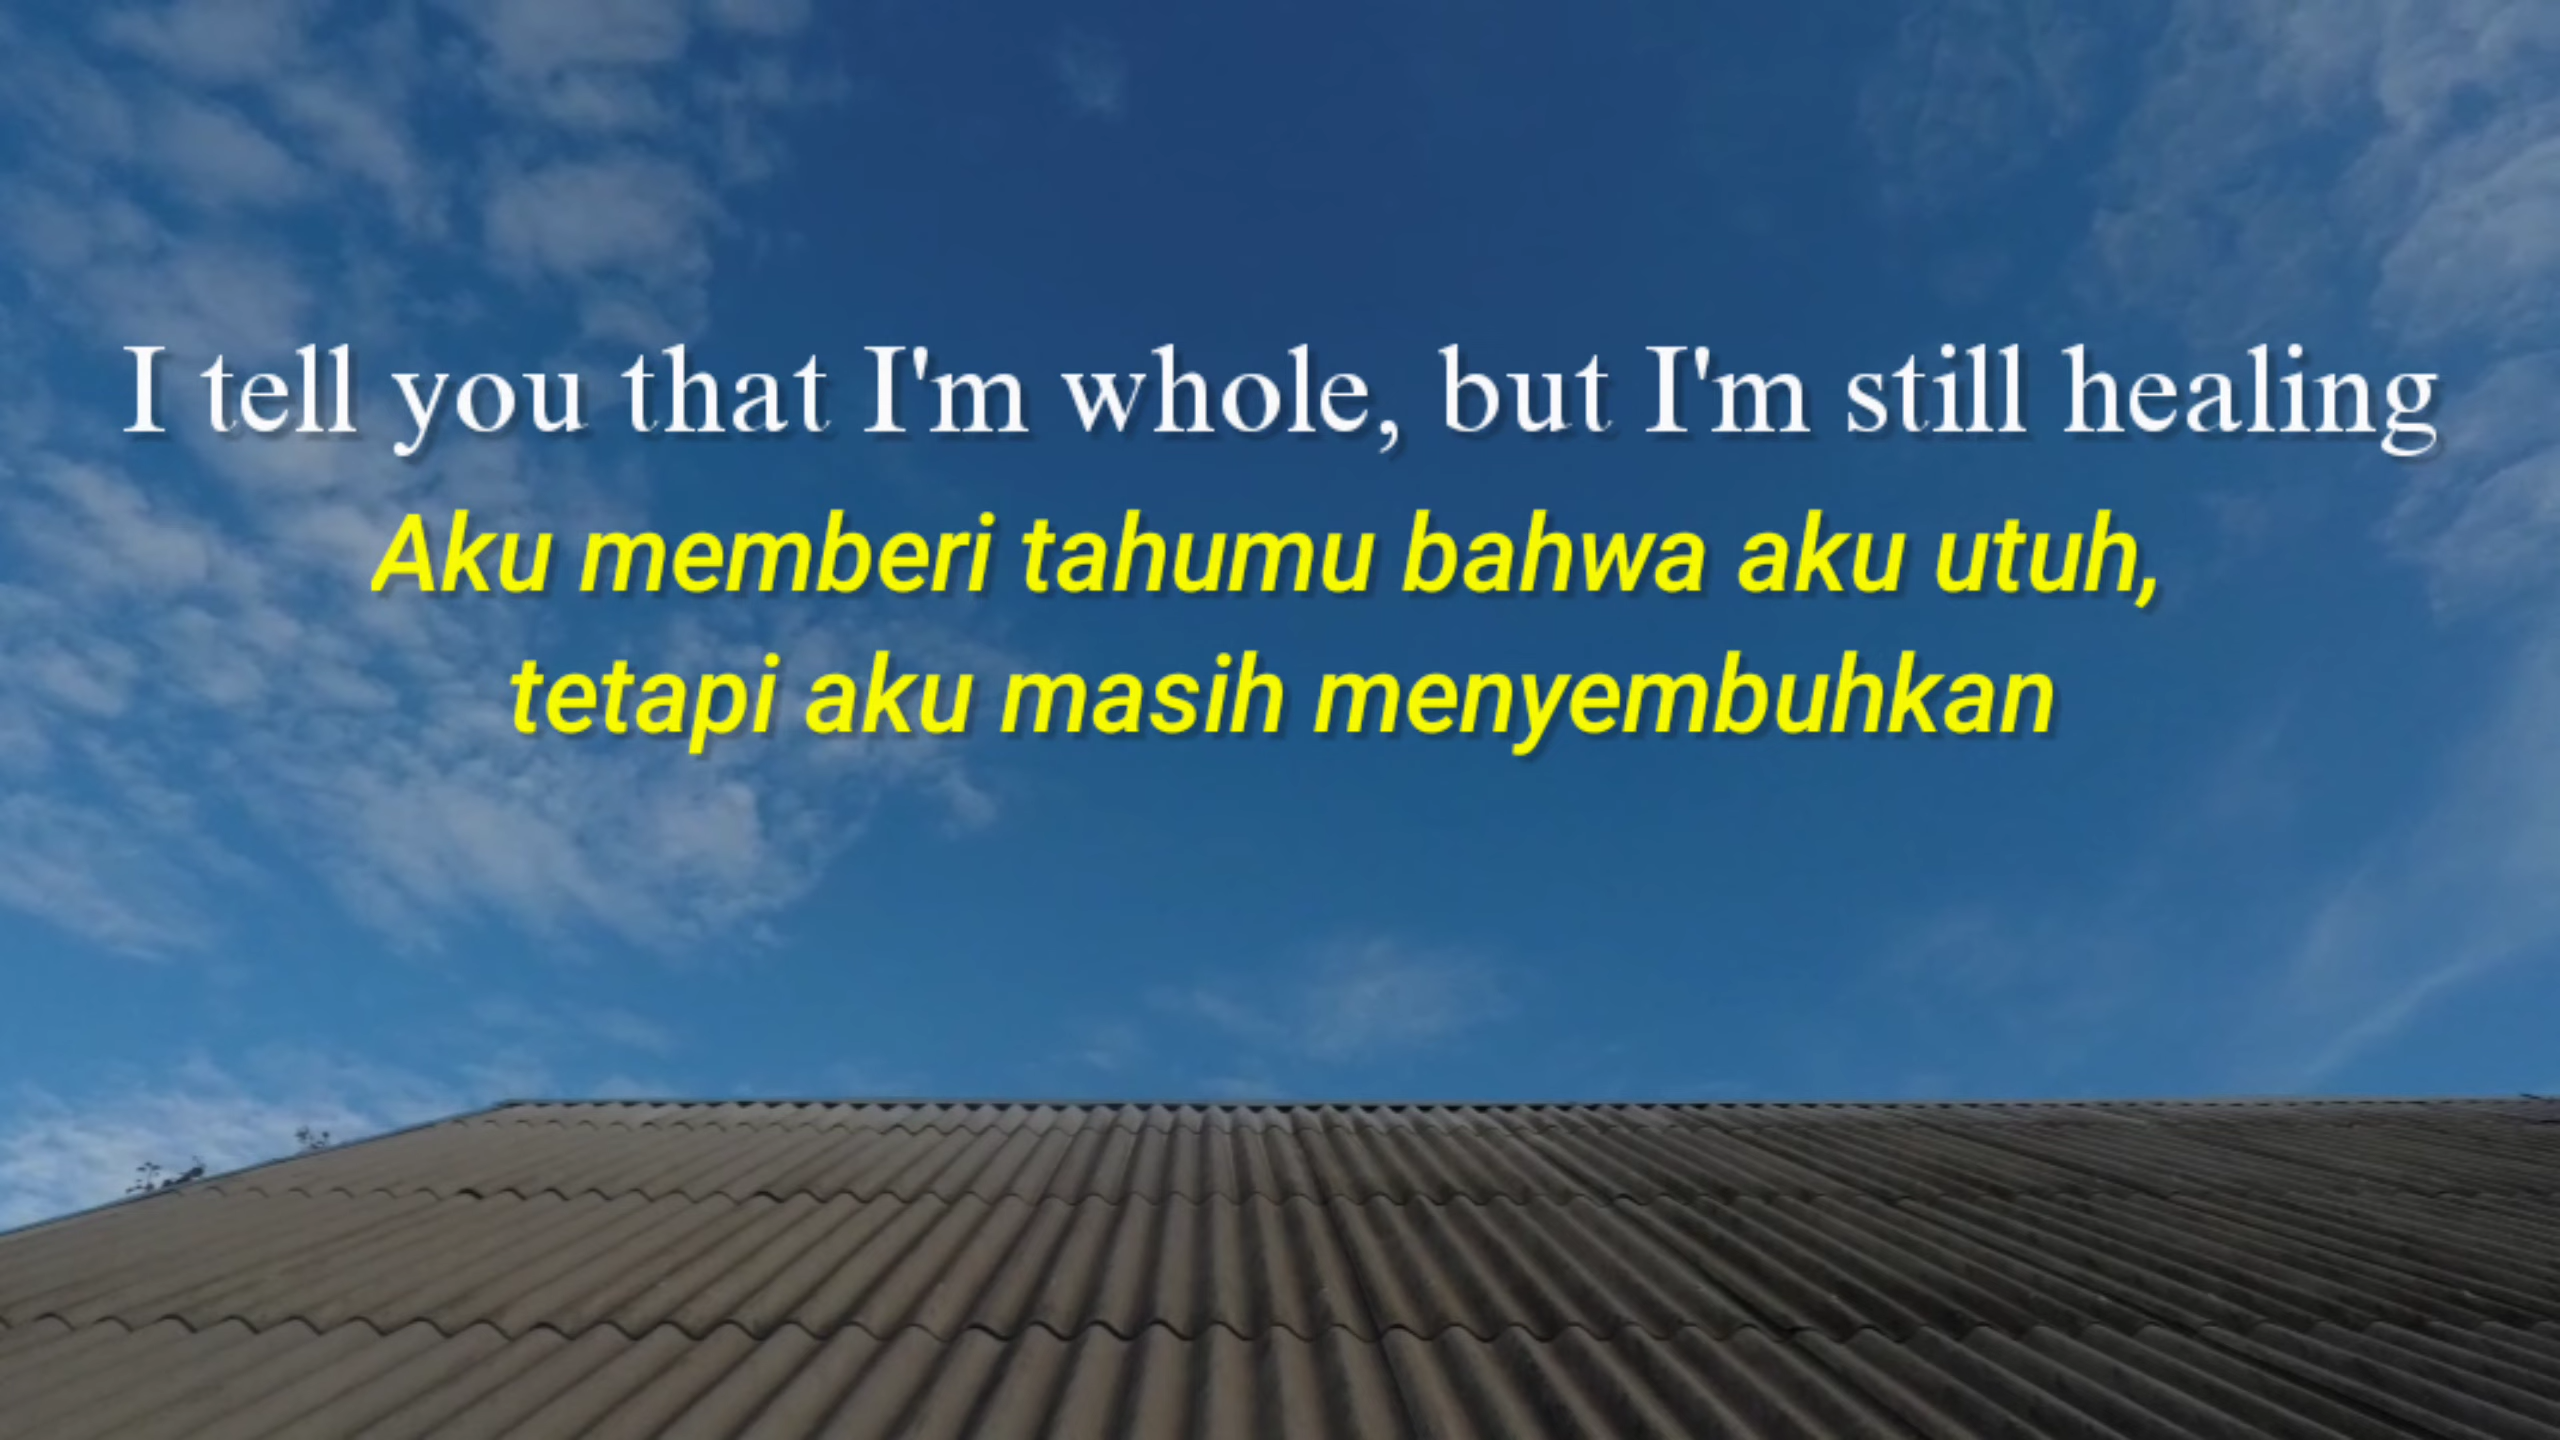 I tell you that I'm whole, but I'm still healing
Aku memberi tahumu bahwa aku utuh,
tetapi aku masih menyembuhkan